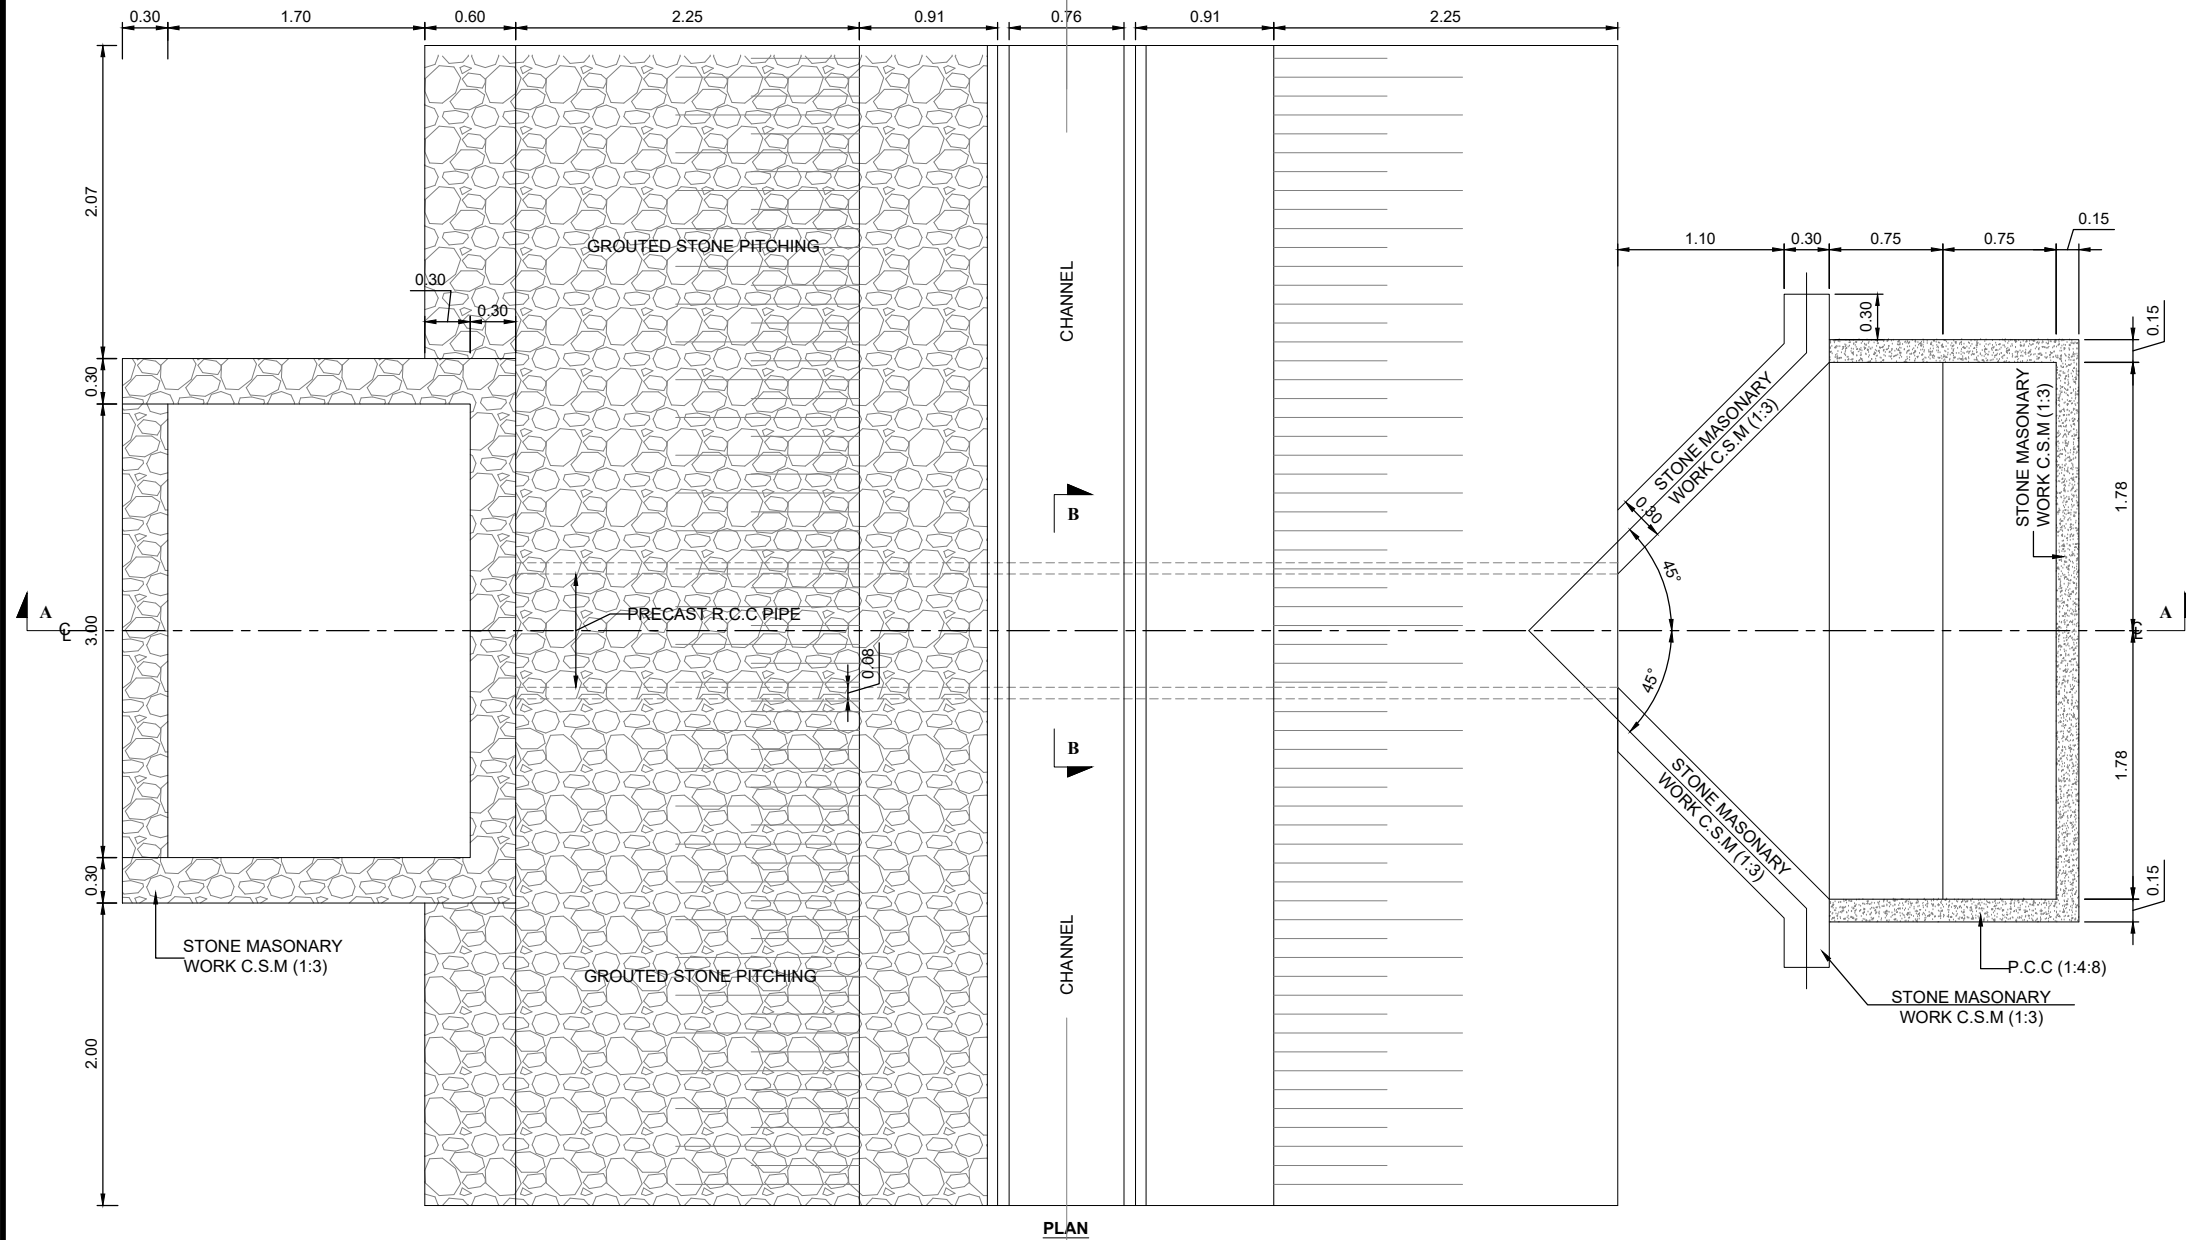 0.30 1.70 0.60 2.25 0.91 0.76 0.91 2.25
2.07
0.15
1.10 0.30 0.75 0.75
GROUTED STONE PITCHING
CHANNEL
0.30
0.30
0.30
0.15
0.30
STONE MASONARY
WORK C.S.M (1:3)
STONE MASONARY
WORK C.S.M (1:3)
1.78
B
0.30
45°
PRECAST R.C.C PIPE
A
CL
3.00
A
CL
0.08
45°
B
1.78
STONE MASONARY
WORK C.S.M (1:3)
0.30
0.15
STONE MASONARY
WORK C.S.M (1:3)
GROUTED STONE PITCHING
CHANNEL
P.C.C (1:4:8)
STONE MASONARY
WORK C.S.M (1:3)
2.00
PLAN